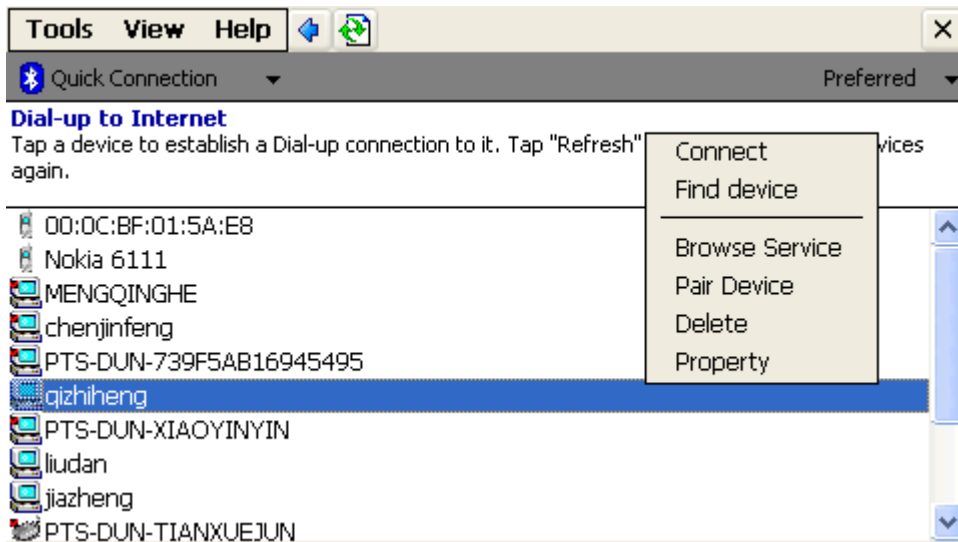 Tools View Help
Quick Connection Preferred
Dial-up to Internet
Tap a device to establish a Dial-up connection to it. Tap "Refresh" vices
again.
Connect
Find device
Browse Service
Pair Device
Delete
Property
00:0C:BF:01:5A:E8
Nokia 6111
MENGQINGHE
chenjinfeng
PTS-DUN-739F5AB16945495
qizhiheng
PTS-DUN-XIAOYINYIN
liudan
jiazheng
PTS-DUN-TIANXUEJUN